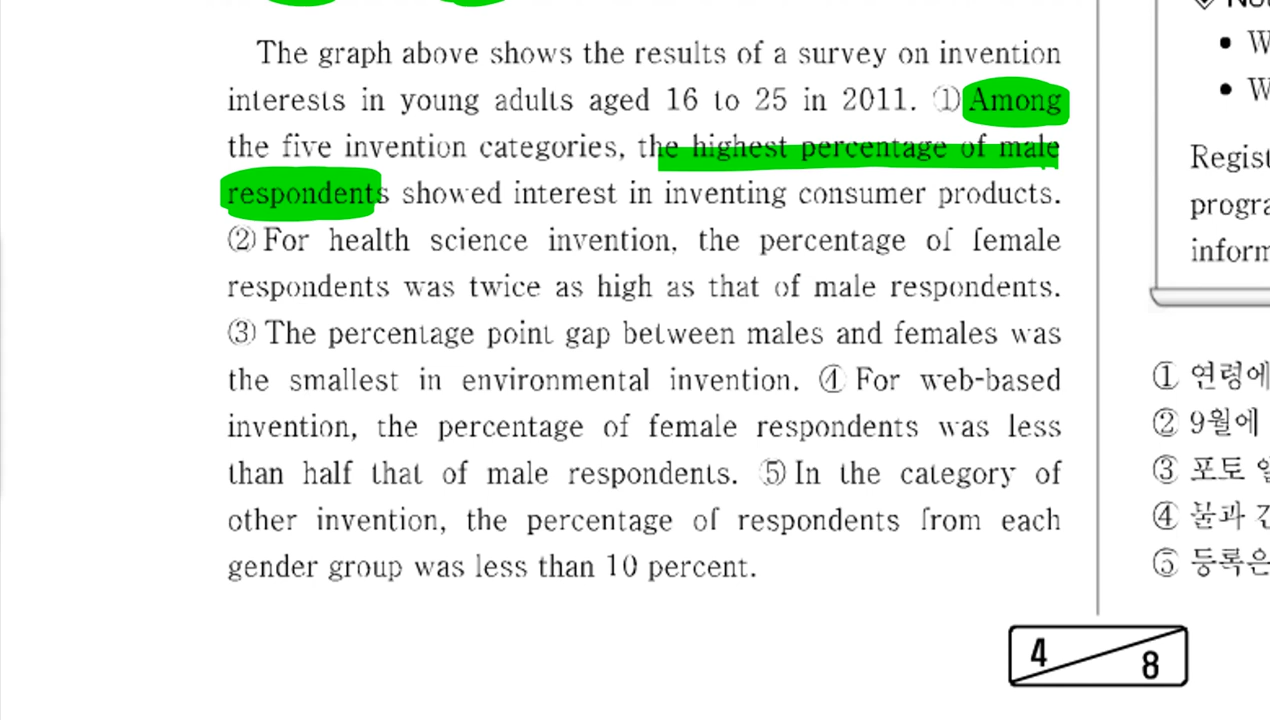 The graph above shows the results of a survey on invention
interests in young adults aged 16 to 25 in 2011. ① Among
the five invention categories, the highest percentage of male
respondents showed interest in inventing consumer products.
② For health science invention, the percentage of female
respondents was twice as high as that of male respondents.
③ The percentage point gap between males and females was
the smallest in environmental invention. ④ For web-based
invention, the percentage of female respondents was less
than half that of male respondents. ⑤ In the category of
other invention, the percentage of respondents from each
gender group was less than 10 percent.
• W
• W
Regist
progra
inform
① 연령에
② 9월에
③ 포토
④ 불과
⑤ 등록은
4
8